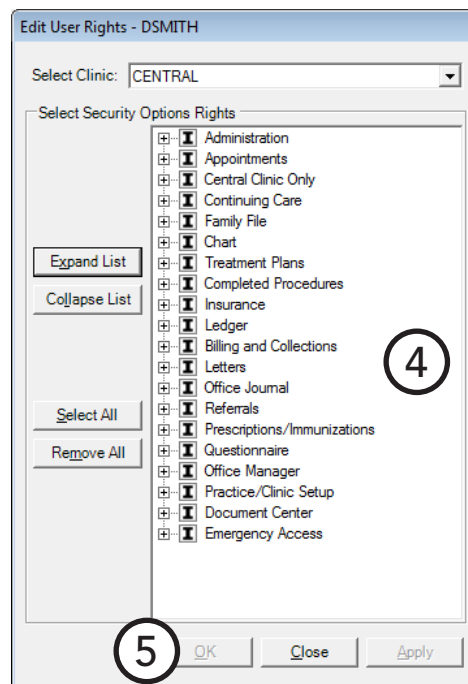 Edit User Rights - DSMITH
Select Clinic: CENTRAL
Select Security Options Rights
Administration
Appointments
Central Clinic Only
Continuing Care
Family File
Chart
Treatment Plans
Completed Procedures
Insurance
Ledger
Billing and Collections
Letters
Office Journal
Referrals
Prescriptions/Immunizations
Questionnaire
Office Manager
Practice/Clinic Setup
Document Center
Emergency Access
Expand List
Collapse List
Select All
Remove All
4
5
OK Close Apply